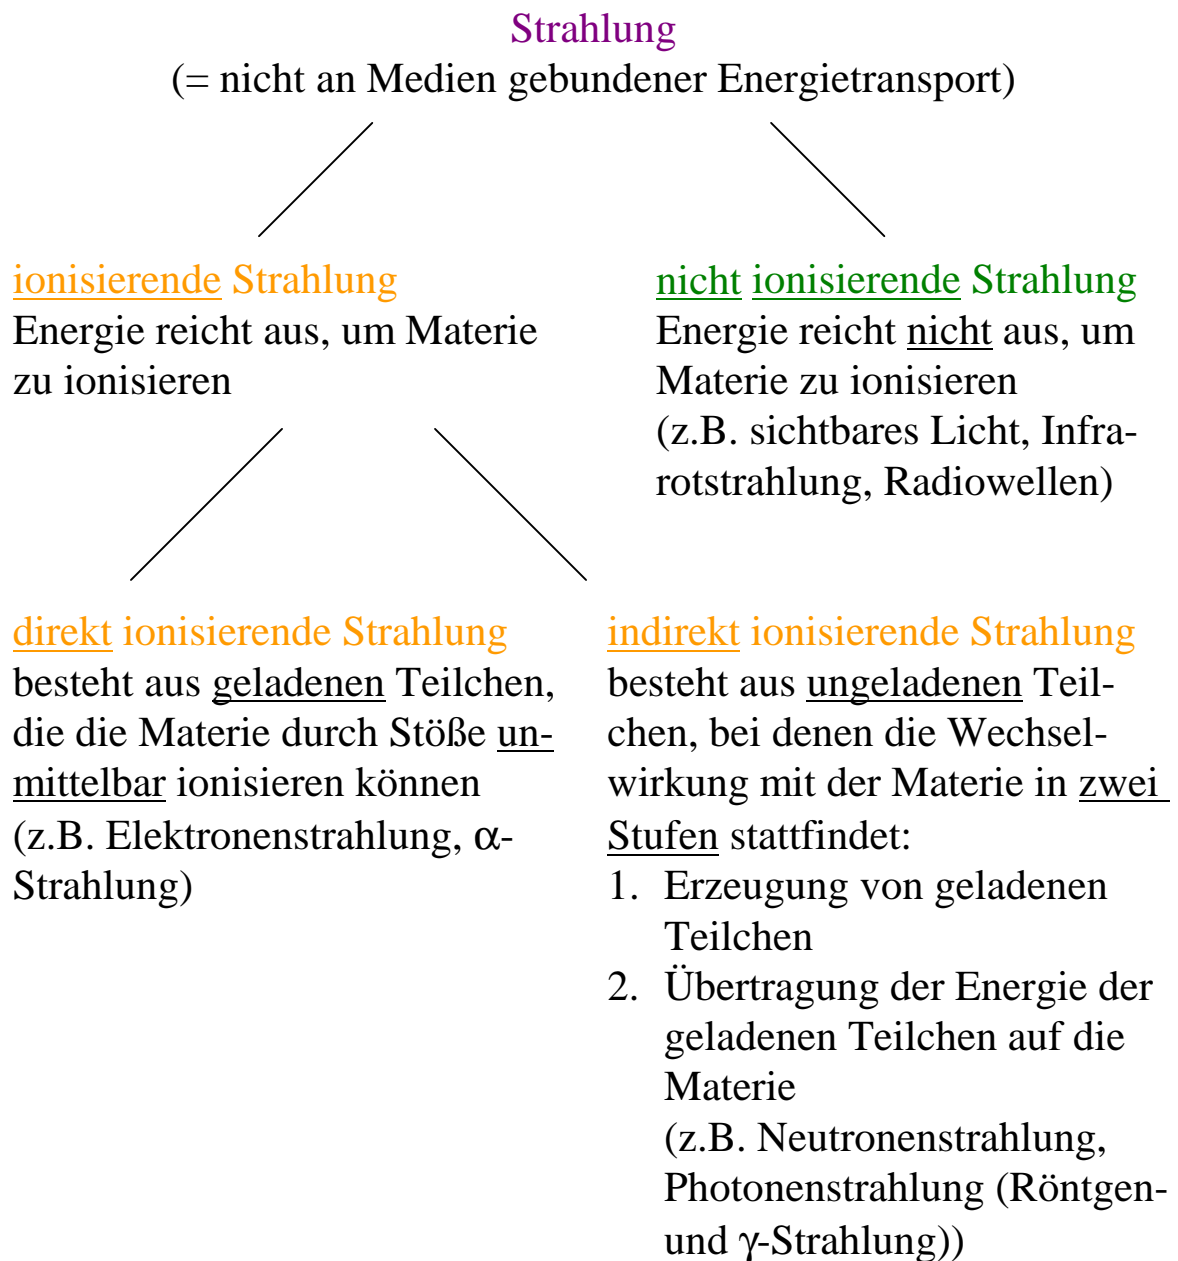 Strahlung
(= nicht an Medien gebundener Energietransport)
ionisierende Strahlung
Energie reicht aus, um Materie
zu ionisieren
nicht ionisierende Strahlung
Energie reicht nicht aus, um
Materie zu ionisieren
(z.B. sichtbares Licht, Infra-
rotstrahlung, Radiowellen)
direkt ionisierende Strahlung
besteht aus geladenen Teilchen,
die die Materie durch Stöße un-
mittelbar ionisieren können
(z.B. Elektronenstrahlung, α-
Strahlung)
indirekt ionisierende Strahlung
besteht aus ungeladenen Teil-
chen, bei denen die Wechsel-
wirkung mit der Materie in zwei
Stufen stattfindet:
1. Erzeugung von geladenen
Teilchen
2. Übertragung der Energie der
geladenen Teilchen auf die
Materie
(z.B. Neutronenstrahlung,
Photonenstrahlung (Röntgen-
und γ-Strahlung))